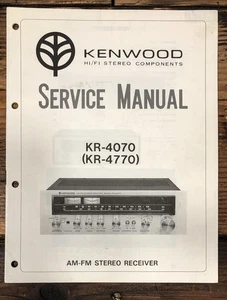 KENWOOD
HI/FI STEREO COMPONENTS
SERVICE MANUAL
KR-4070
(KR-4770)
AM-FM STEREO RECEIVER